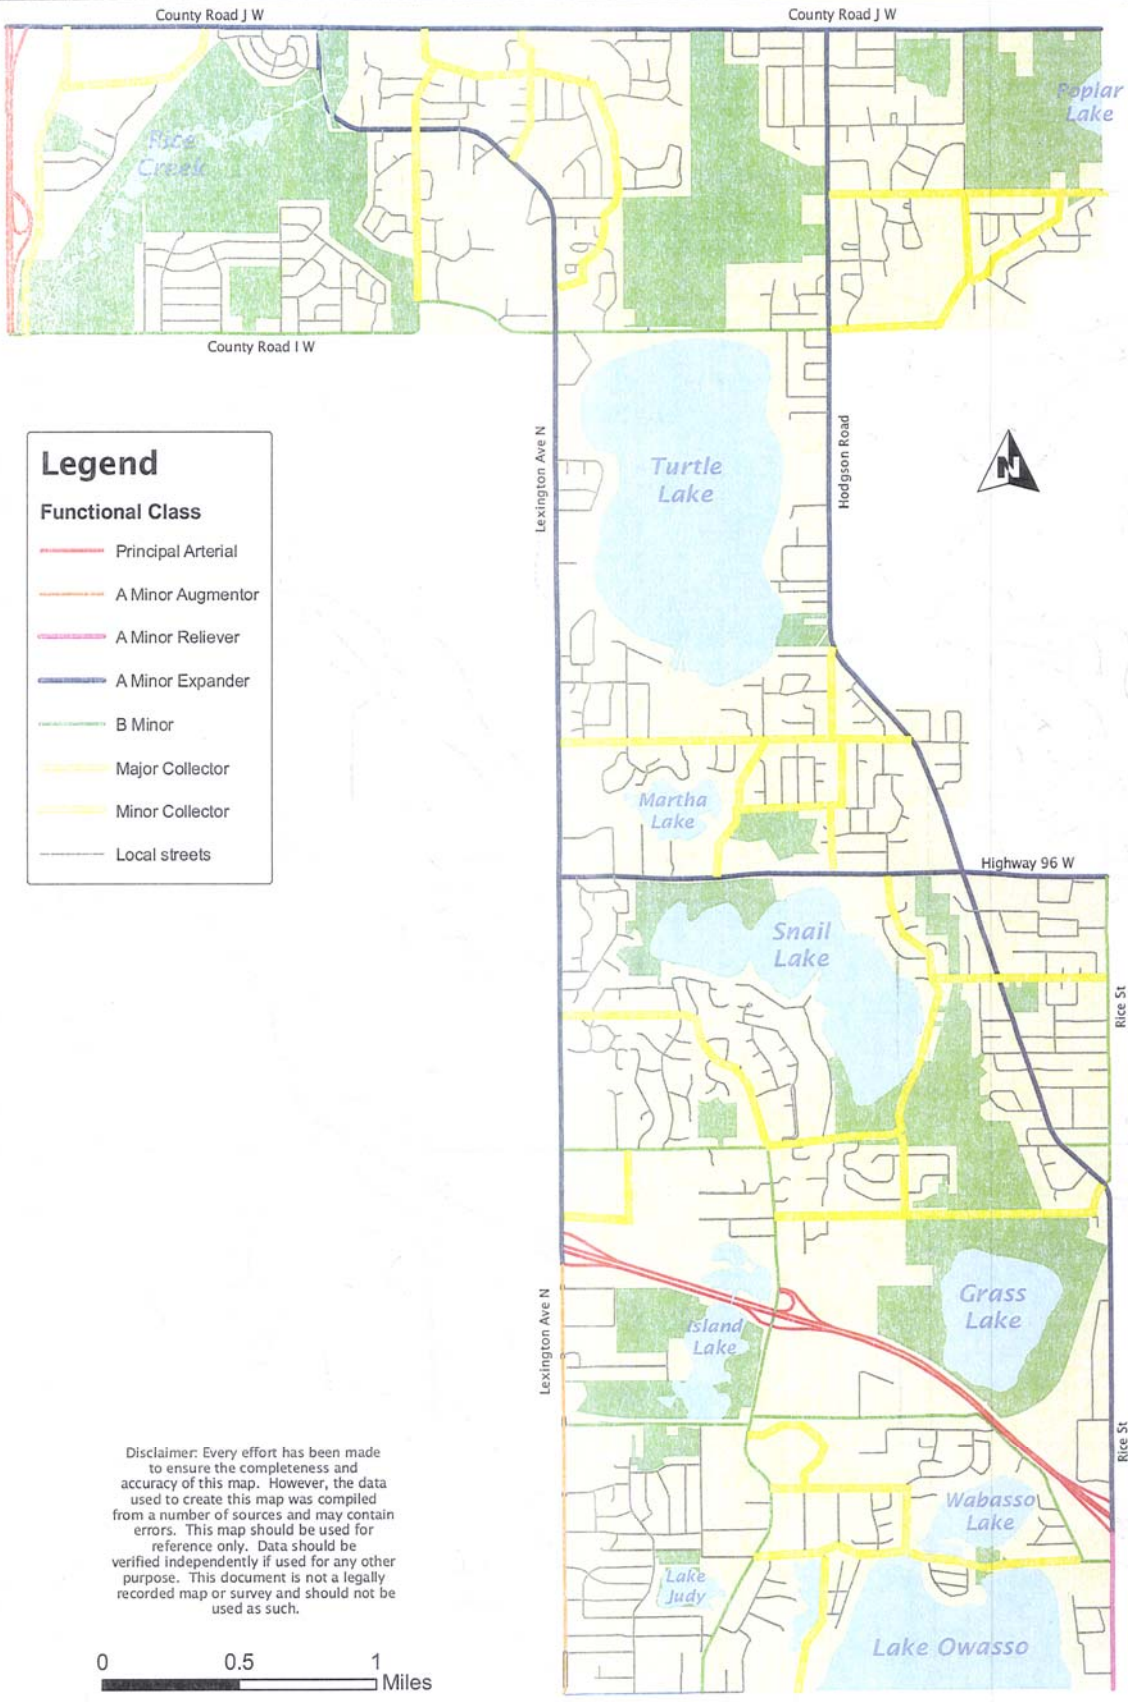 County Road J W
County Road J W
Poplar
Lake
Rice
Creek
County Road I W
Legend
Functional Class
Principal Arterial
A Minor Augmentor
A Minor Reliever
A Minor Expander
B Minor
Major Collector
Minor Collector
Local streets
Lexington Ave N
Turtle
Lake
Hodgson Road
N
Martha
Lake
Highway 96 W
Snail
Lake
Rice St
Lexington Ave N
Island
Lake
Grass
Lake
Rice St
Wabasso
Lake
Lake
Judy
Lake Owasso
Disclaimer: Every effort has been made
to ensure the completeness and
accuracy of this map. However, the data
used to create this map was compiled
from a number of sources and may contain
errors. This map should be used for
reference only. Data should be
verified independently if used for any other
purpose. This document is not a legally
recorded map or survey and should not be
used as such.
0 0.5 1
Miles